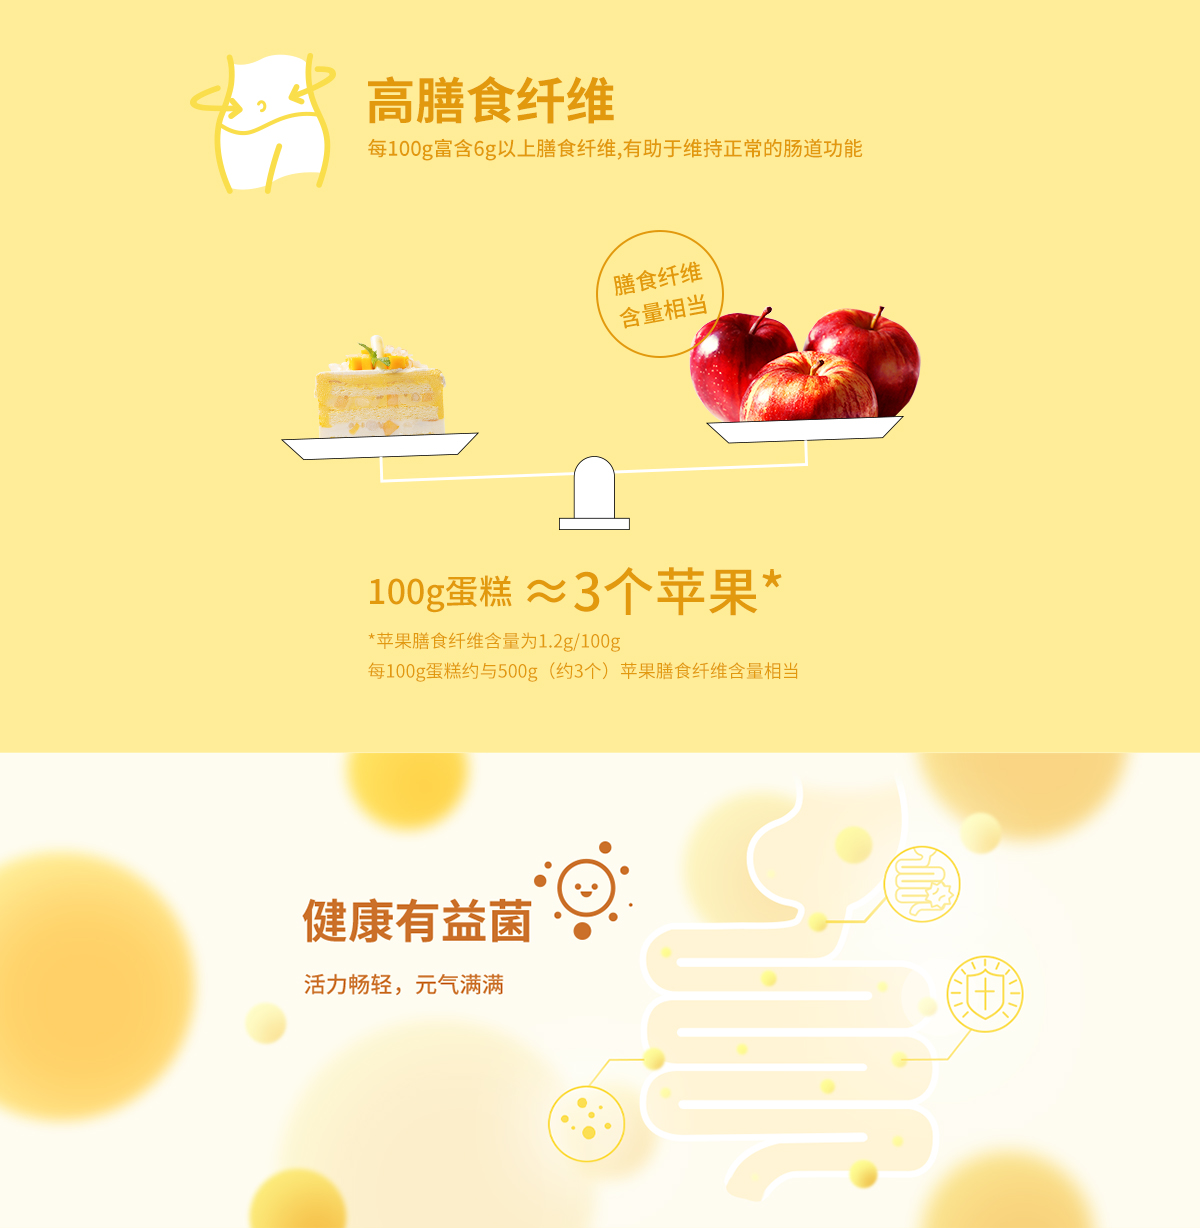 高膳食纤维
每100g富含6g以上膳食纤维,有助于维持正常的肠道功能
膳食纤维
含量相当
100g蛋糕 ≈3个苹果*
*苹果膳食纤维含量为1.2g/100g
每100g蛋糕约与500g（约3个）苹果膳食纤维含量相当
健康有益菌
活力畅轻，元气满满